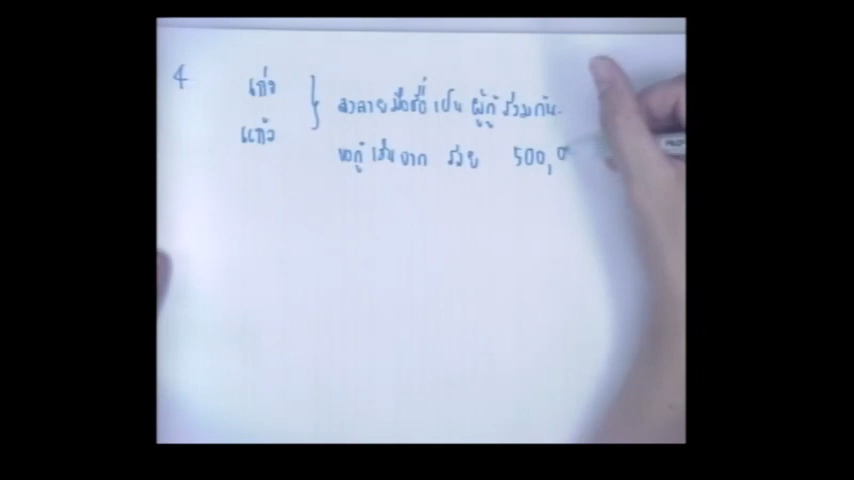 4 เก่ง
ลงลายมือชื่อเป็น ผู้กู้ ร่วมกัน
แก้ว
ขอกู้เงินจาก รวย 500,0